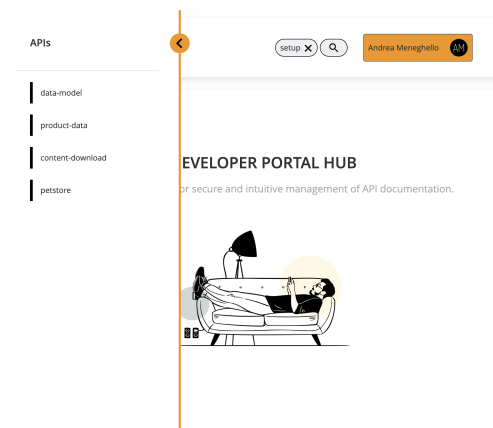 APIs
setup
Andrea Meneghello AM
data-model
product-data
content-download
petstore
EVELOPER PORTAL HUB
or secure and intuitive management of API documentation.